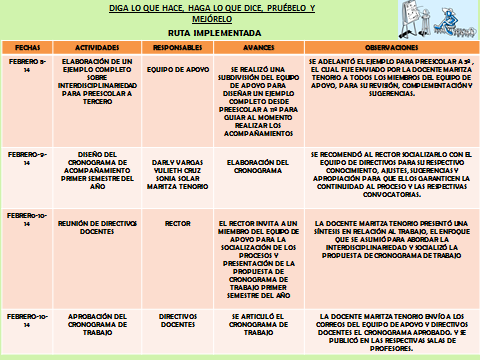 DIGA LO QUE HACE, HAGA LO QUE DICE, PRUÉBELO Y
MEJÓRELO
RUTA IMPLEMENTADA
FECHAS ACTIVIDADES RESPONSABLES AVANCES OBSERVACIONES
FEBRERO 8-
14
ELABORACIÓN DE UN
EJEMPLO COMPLETO
SOBRE
INTERDISCIPLINARIEDAD
PARA PREESCOLAR A
TERCERO
EQUIPO DE APOYO
SE REALIZÓ UNA
SUBDIVISIÓN DEL EQUIPO
DE APOYO PARA
DISEÑAR UN EJEMPLO
COMPLETO DESDE
PREESCOLAR A 11º PARA
GUIAR AL MOMENTO
REALIZAR LOS
ACOMPAÑAMIENTOS
SE ADELANTÓ EL EJEMPLO PARA PREESCOLAR A 3º,
EL CUAL FUE ENVIADO POR LA DOCENTE MARITZA
TENORIO A TODOS LOS MIEMBROS DEL EQUIPO DE
APOYO, PARA SU REVISIÓN, COMPLEMENTACIÓN Y
SUGERENCIAS.
FEBRERO-9-
14
DISEÑO DEL
CRONOGRAMA DE
ACOMPAÑAMIENTO
PRIMER SEMESTRE DEL
AÑO
DARLY VARGAS
YULIETH CRUZ
SONIA SOLAR
MARITZA TENORIO
ELABORACIÓN DEL
CRONOGRAMA
SE RECOMENDÓ AL RECTOR SOCIALIZARLO CON EL
EQUIPO DE DIRECTIVOS PARA SU RESPECTIVO
CONOCIMIENTO, AJUSTES, SUGERENCIAS Y
APROPIACIÓN PARA QUE ELLOS GARANTICEN LA
CONTINUIDAD AL PROCESO Y LAS RESPECTIVAS
CONVOCATORIAS.
FEBRERO-10-
14
REUNIÓN DE DIRECTIVOS
DOCENTES
RECTOR
EL RECTOR INVITA A UN
MIEMBRO DEL EQUIPO DE
APOYO PARA LA
SOCIALIZACIÓN DE LOS
PROCESOS Y
PRESENTACIÓN DE LA
PROPUESTA DE
CRONOGRAMA DE
TRABAJO PRIMER
SEMESTRE DEL AÑO
LA DOCENTE MARITZA TENORIO PRESENTÓ UNA
SÍNTESIS EN RELACIÓN AL TRABAJO, EL ENFOQUE
QUE SE ASUMIÓ PARA ABORDAR LA
INTERDISCIPLINARIEDAD Y SOCIALIZÓ LA
PROPUESTA DE CRONOGRAMA DE TRABAJO
FEBRERO-10-
14
APROBACIÓN DEL
CRONOGRAMA DE
TRABAJO
DIRECTIVOS
DOCENTES
SE ARTICULÓ EL
CRONOGRAMA DE
TRABAJO
LA DOCENTE MARITZA TENORIO ENVÍO A LOS
CORREOS DEL EQUIPO DE APOYO Y DIRECTIVOS
DOCENTES EL CRONOGRAMA APROBADO. Y SE
PUBLICÓ EN LAS RESPECTIVAS SALAS DE
PROFESORES.